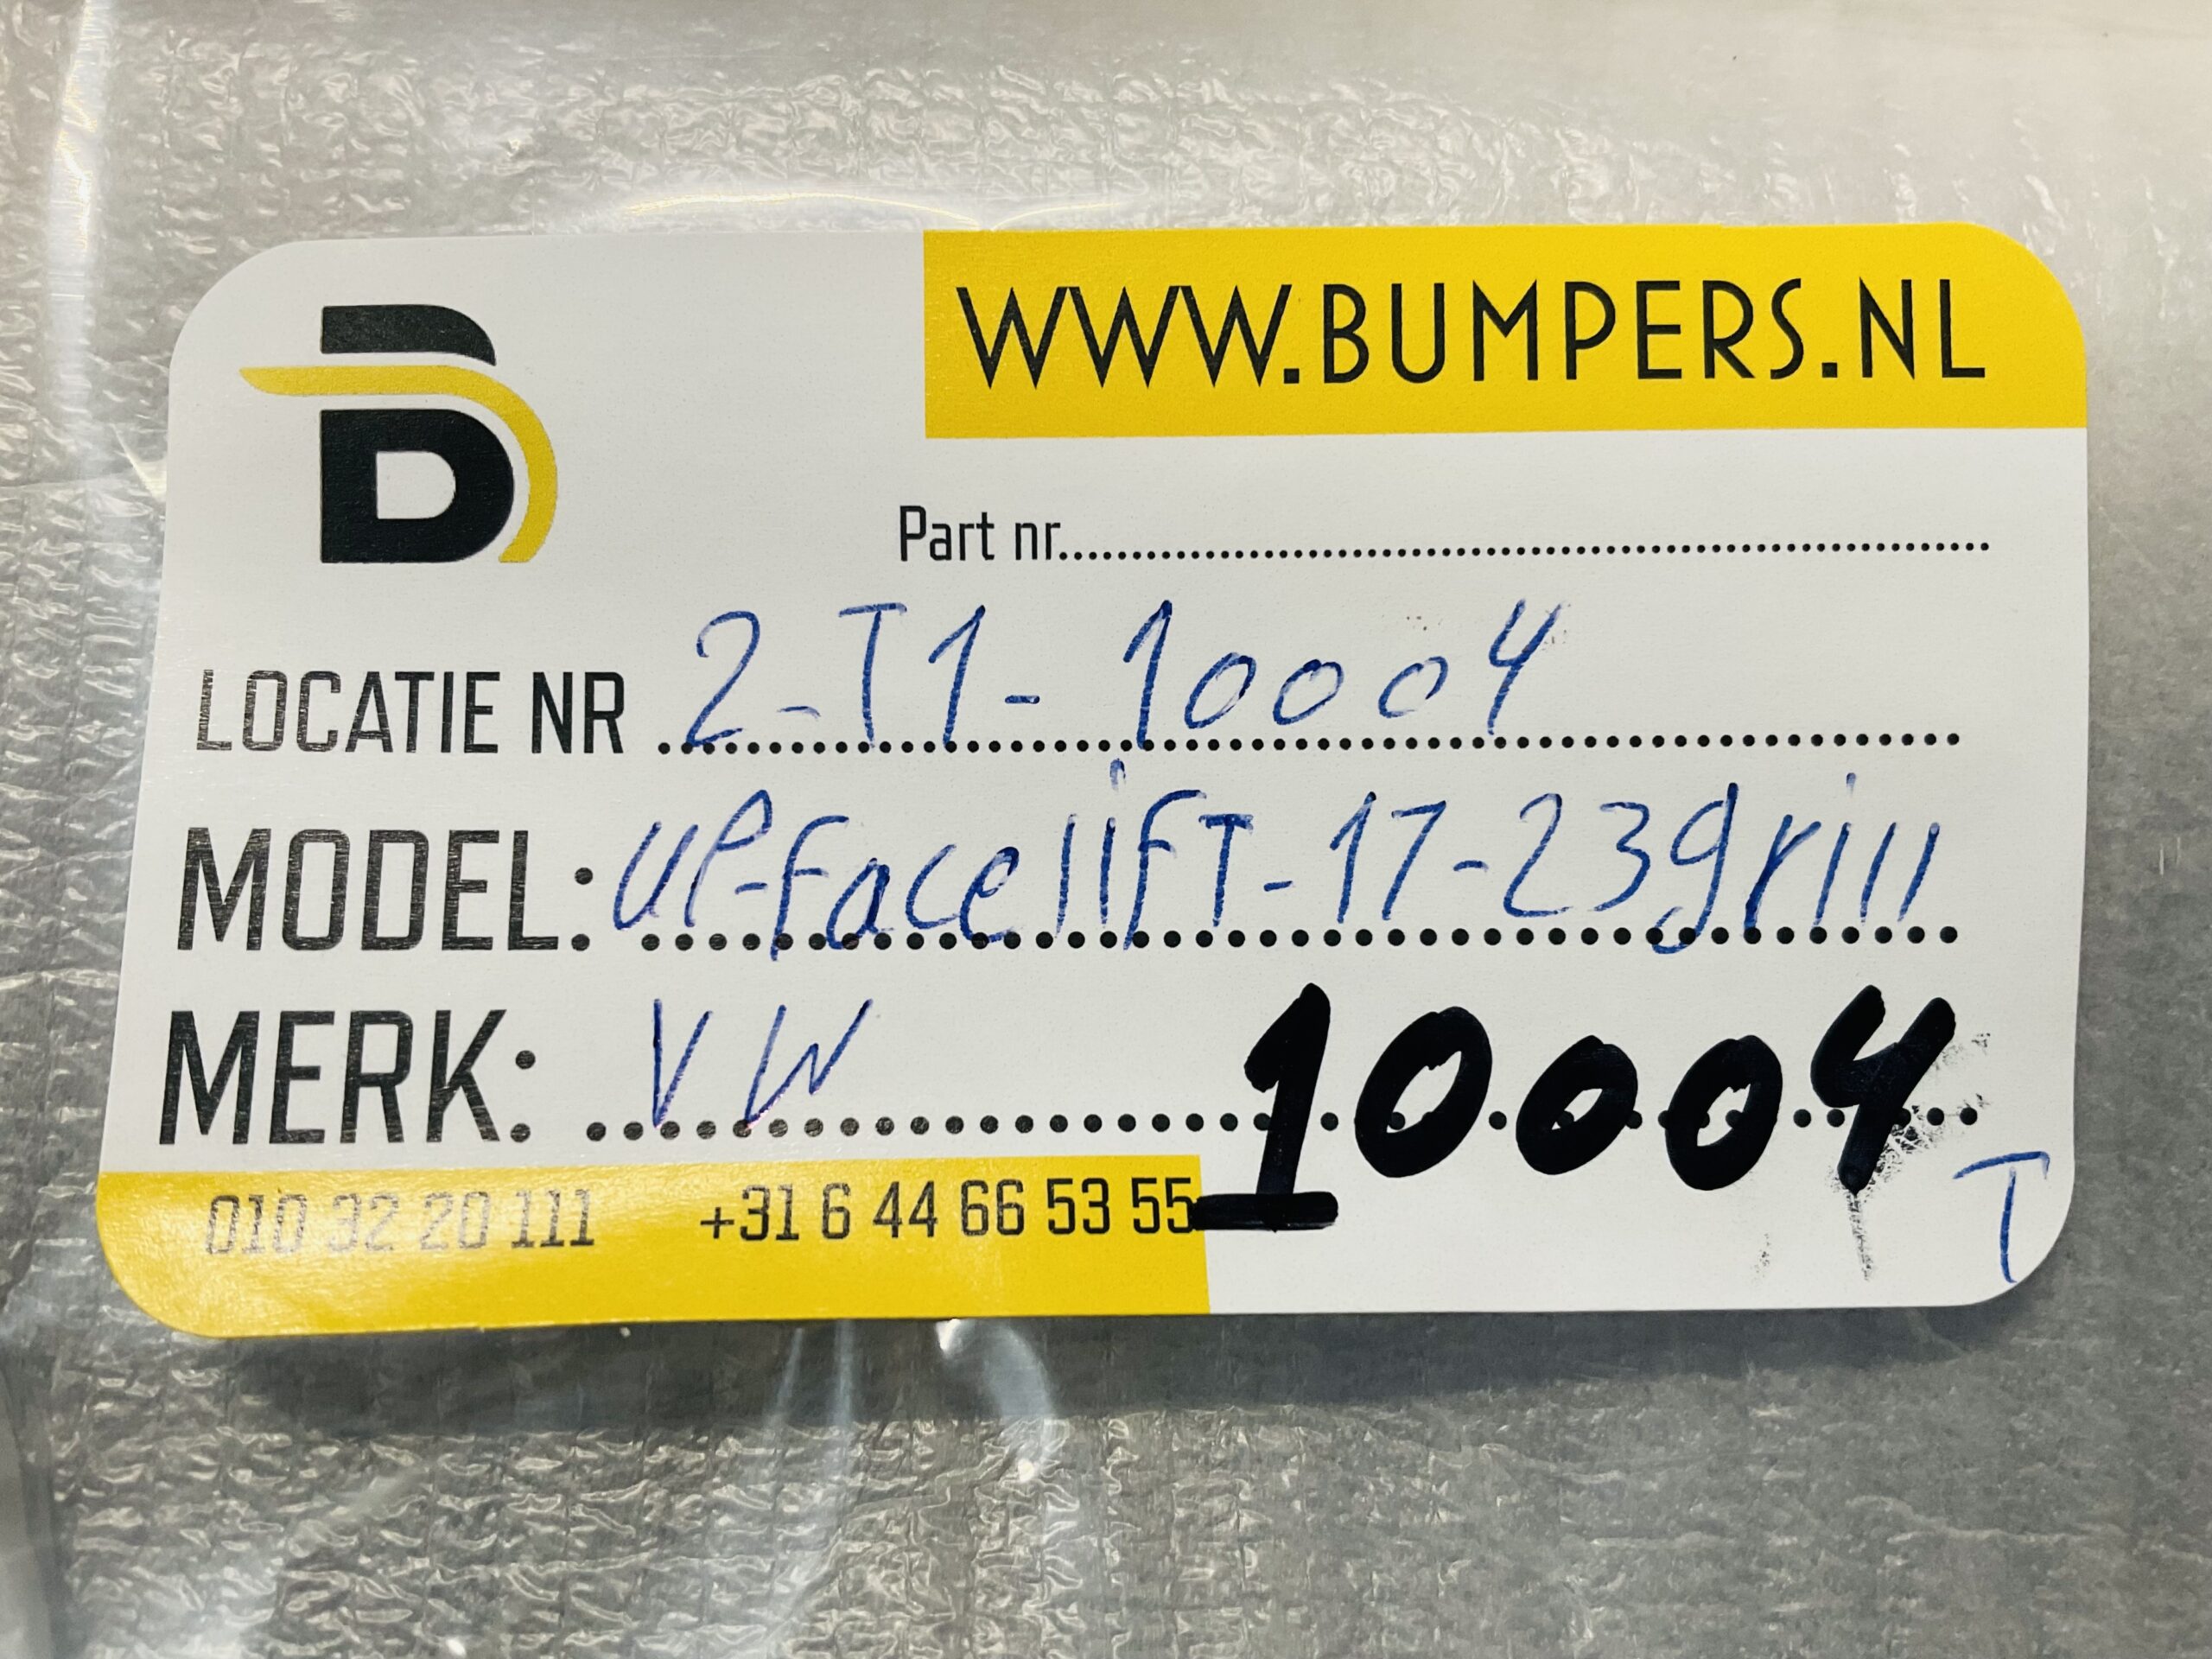 B
WWW.BUMPERS.NL
Part nr.
LOCATIE NR 2-T1-10004
MODEL: UP-Facelift-17-23grill
MERK: VW
10004
010 32 20 111 +31 6 44 66 53 55
T